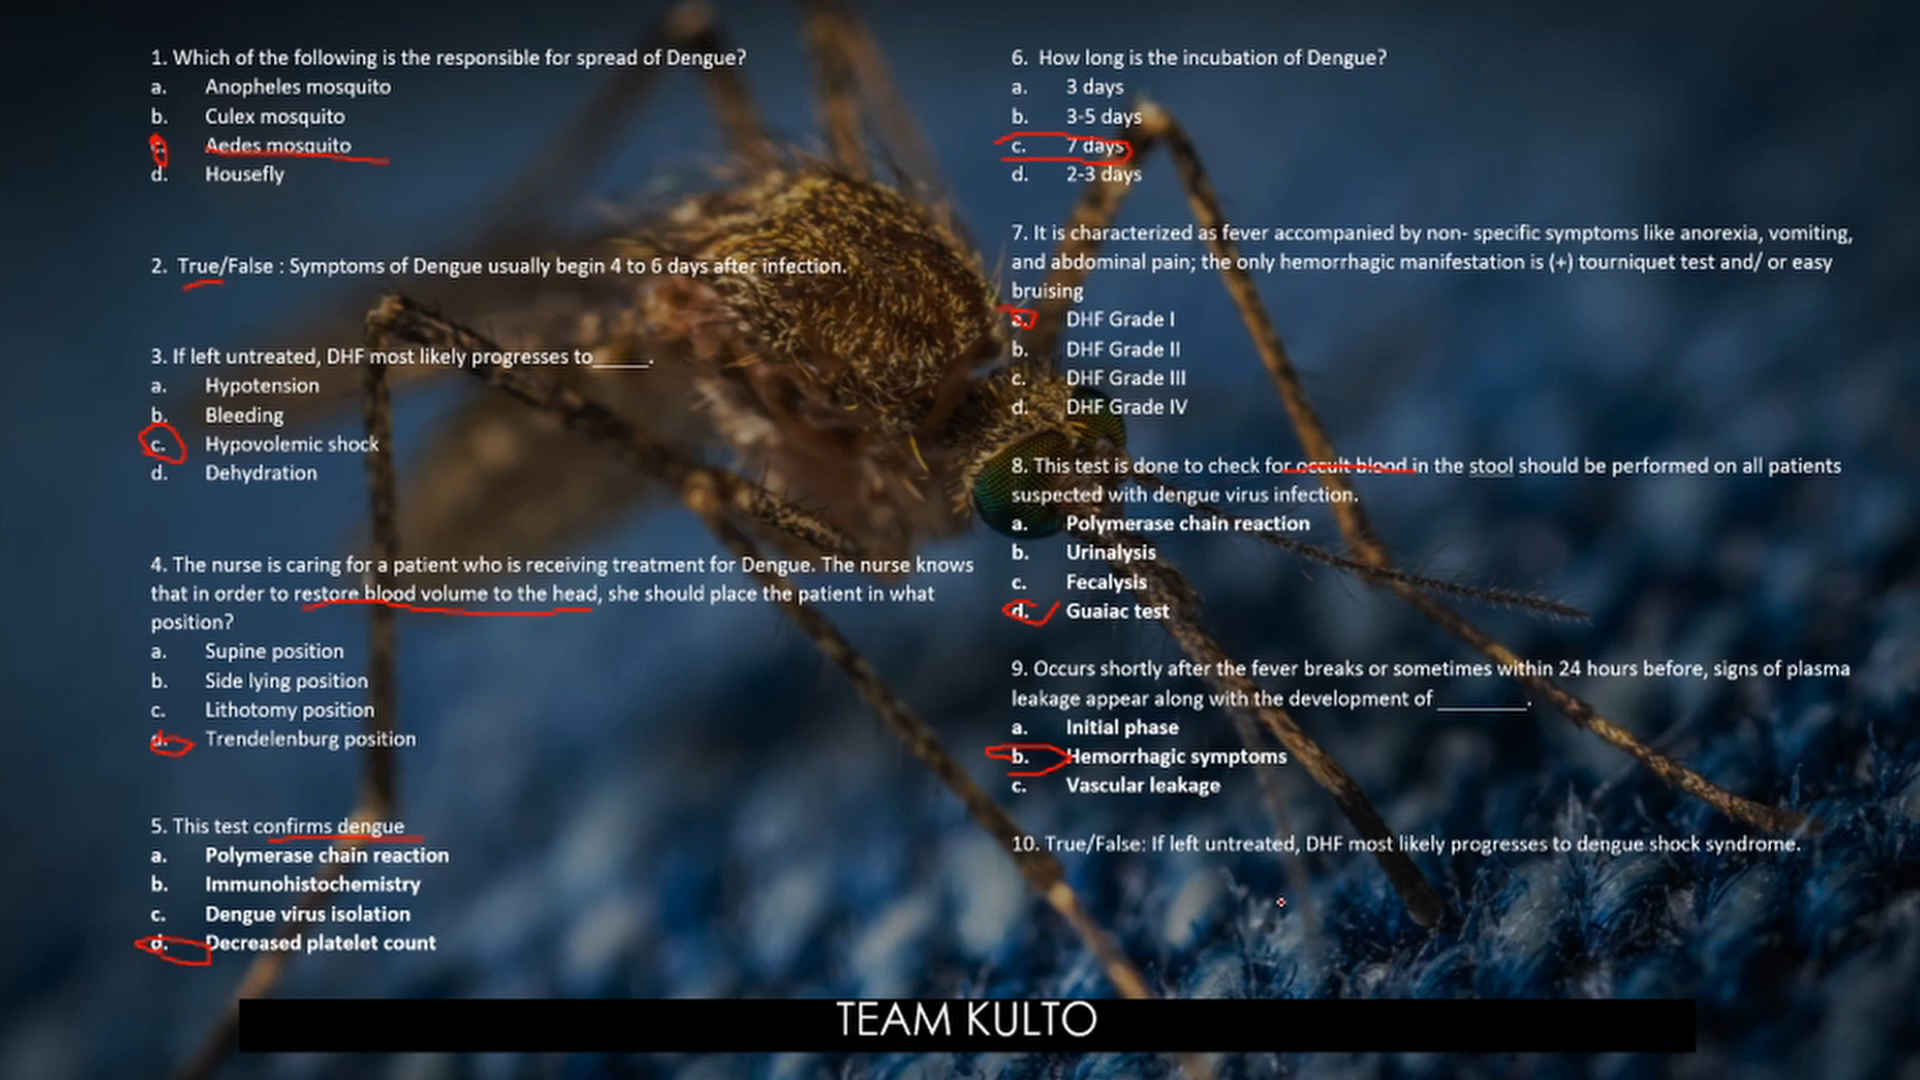 1. Which of the following is the responsible for spread of Dengue?
a. Anopheles mosquito
b. Culex mosquito
c. Aedes mosquito
d. Housefly
2. True/False : Symptoms of Dengue usually begin 4 to 6 days after infection.
3. If left untreated, DHF most likely progresses to_____.
a. Hypotension
b. Bleeding
c. Hypovolemic shock
d. Dehydration
4. The nurse is caring for a patient who is receiving treatment for Dengue. The nurse knows
that in order to restore blood volume to the head, she should place the patient in what
position?
a. Supine position
b. Side lying position
c. Lithotomy position
d. Trendelenburg position
5. This test confirms dengue
a. Polymerase chain reaction
b. Immunohistochemistry
c. Dengue virus isolation
d. Decreased platelet count
6. How long is the incubation of Dengue?
a. 3 days
b. 3-5 days
c. 7 days
d. 2-3 days
7. It is characterized as fever accompanied by non- specific symptoms like anorexia, vomiting,
and abdominal pain; the only hemorrhagic manifestation is (+) tourniquet test and/ or easy
bruising
a. DHF Grade I
b. DHF Grade II
c. DHF Grade III
d. DHF Grade IV
8. This test is done to check for occult blood in the stool should be performed on all patients
suspected with dengue virus infection.
a. Polymerase chain reaction
b. Urinalysis
c. Fecalysis
d. Guaiac test
9. Occurs shortly after the fever breaks or sometimes within 24 hours before, signs of plasma
leakage appear along with the development of ________.
a. Initial phase
b. Hemorrhagic symptoms
c. Vascular leakage
10. True/False: If left untreated, DHF most likely progresses to dengue shock syndrome.
TEAM KULTO